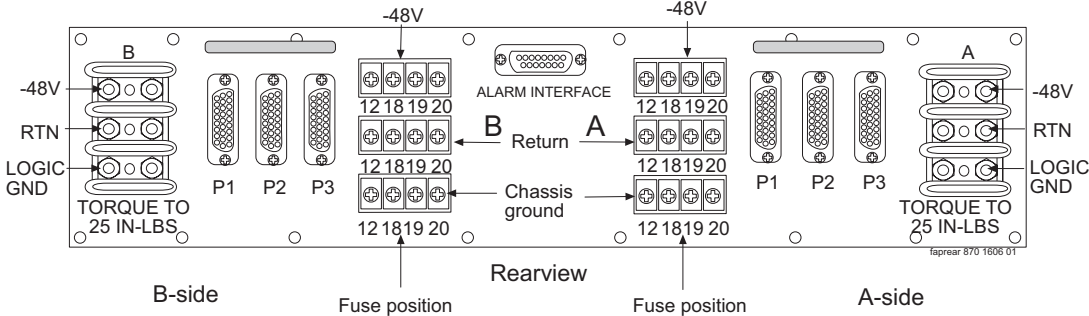 -48V
-48V
B
A
-48V
-48V
ALARM INTERFACE
12 18 19 20
12 18 19 20
RTN
B
Return
A
RTN
12 18 19 20
12 18 19 20
LOGIC
GND
LOGIC
GND
P1
P2
P3
Chassis
ground
P1
P2
P3
TORQUE TO
25 IN-LBS
TORQUE TO
25 IN-LBS
12 18 19 20
12 18 19 20
faprear 870 1606 01
Rearview
B-side
A-side
Fuse position
Fuse position